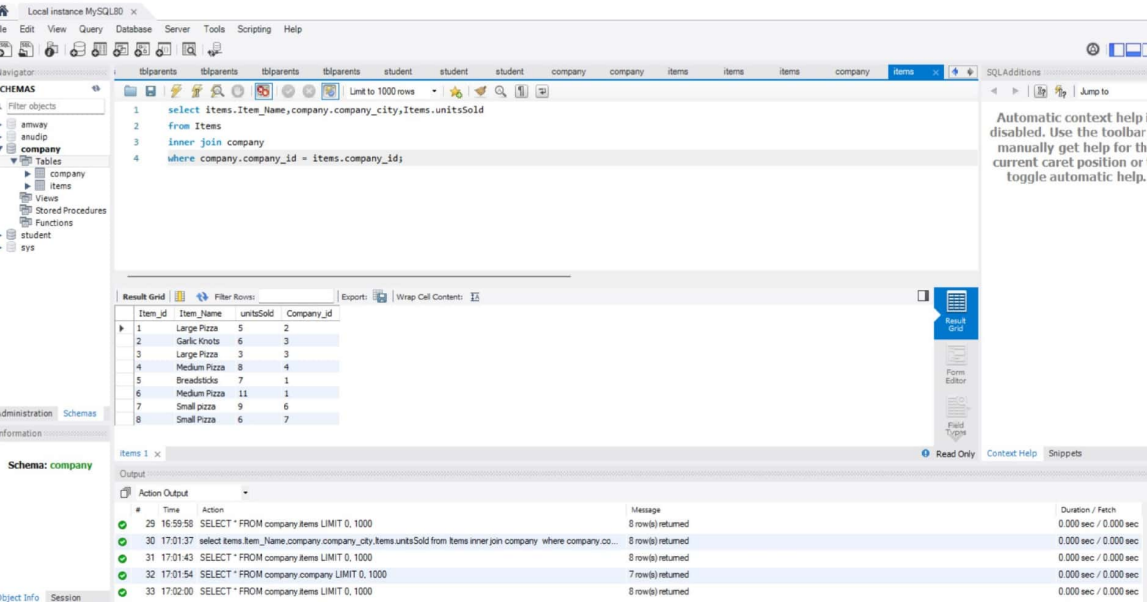 Local instance MySQL80 ×
Edit View Query Database Server Tools Scripting Help
Navigator
tblparents tblparents tblparents tblparents student student student company company items items items company items ×
SQLAdditions
SCHEMAS
Filter objects
Limit to 1000 rows
Jump to
amway
anudip
company
Tables
company
items
Views
Stored Procedures
Functions
student
sys
1 select items.Item_Name,company.company_city,Items.unitsSold
2 from Items
3 inner join company
4 where company.company_id = items.company_id;
Automatic context help
disabled. Use the toolbar
manually get help for
current caret position or
toggle automatic help.
Result Grid Filter Rows: Export: Wrap Cell Content:
Item_id Item_Name unitsSold Company_id
1 Large Pizza 5 2
2 Garlic Knots 6 3
3 Large Pizza 3 3
4 Medium Pizza 8 4
5 Breadsticks 7 1
6 Medium Pizza 11 1
7 Small pizza 9 6
8 Small Pizza 6 7
Result
Grid
Form
Editor
Field
Types
Administration Schemas
Information
Schema: company
items 1 × Read Only
Context Help Snippets
Output
Action Output
# Time Action Message Duration / Fetch
29 16:59:58 SELECT * FROM company.items LIMIT 0, 1000 8 row(s) returned 0.000 sec / 0.000 sec
30 17:01:37 select items.Item_Name,company.company_city,Items.unitsSold from Items inner join company where company.co... 8 row(s) returned 0.000 sec / 0.000 sec
31 17:01:43 SELECT * FROM company.items LIMIT 0, 1000 8 row(s) returned 0.000 sec / 0.000 sec
32 17:01:54 SELECT * FROM company.company LIMIT 0, 1000 7 row(s) returned 0.000 sec / 0.000 sec
33 17:02:00 SELECT * FROM company.items LIMIT 0, 1000 8 row(s) returned 0.000 sec / 0.000 sec
Object Info Session